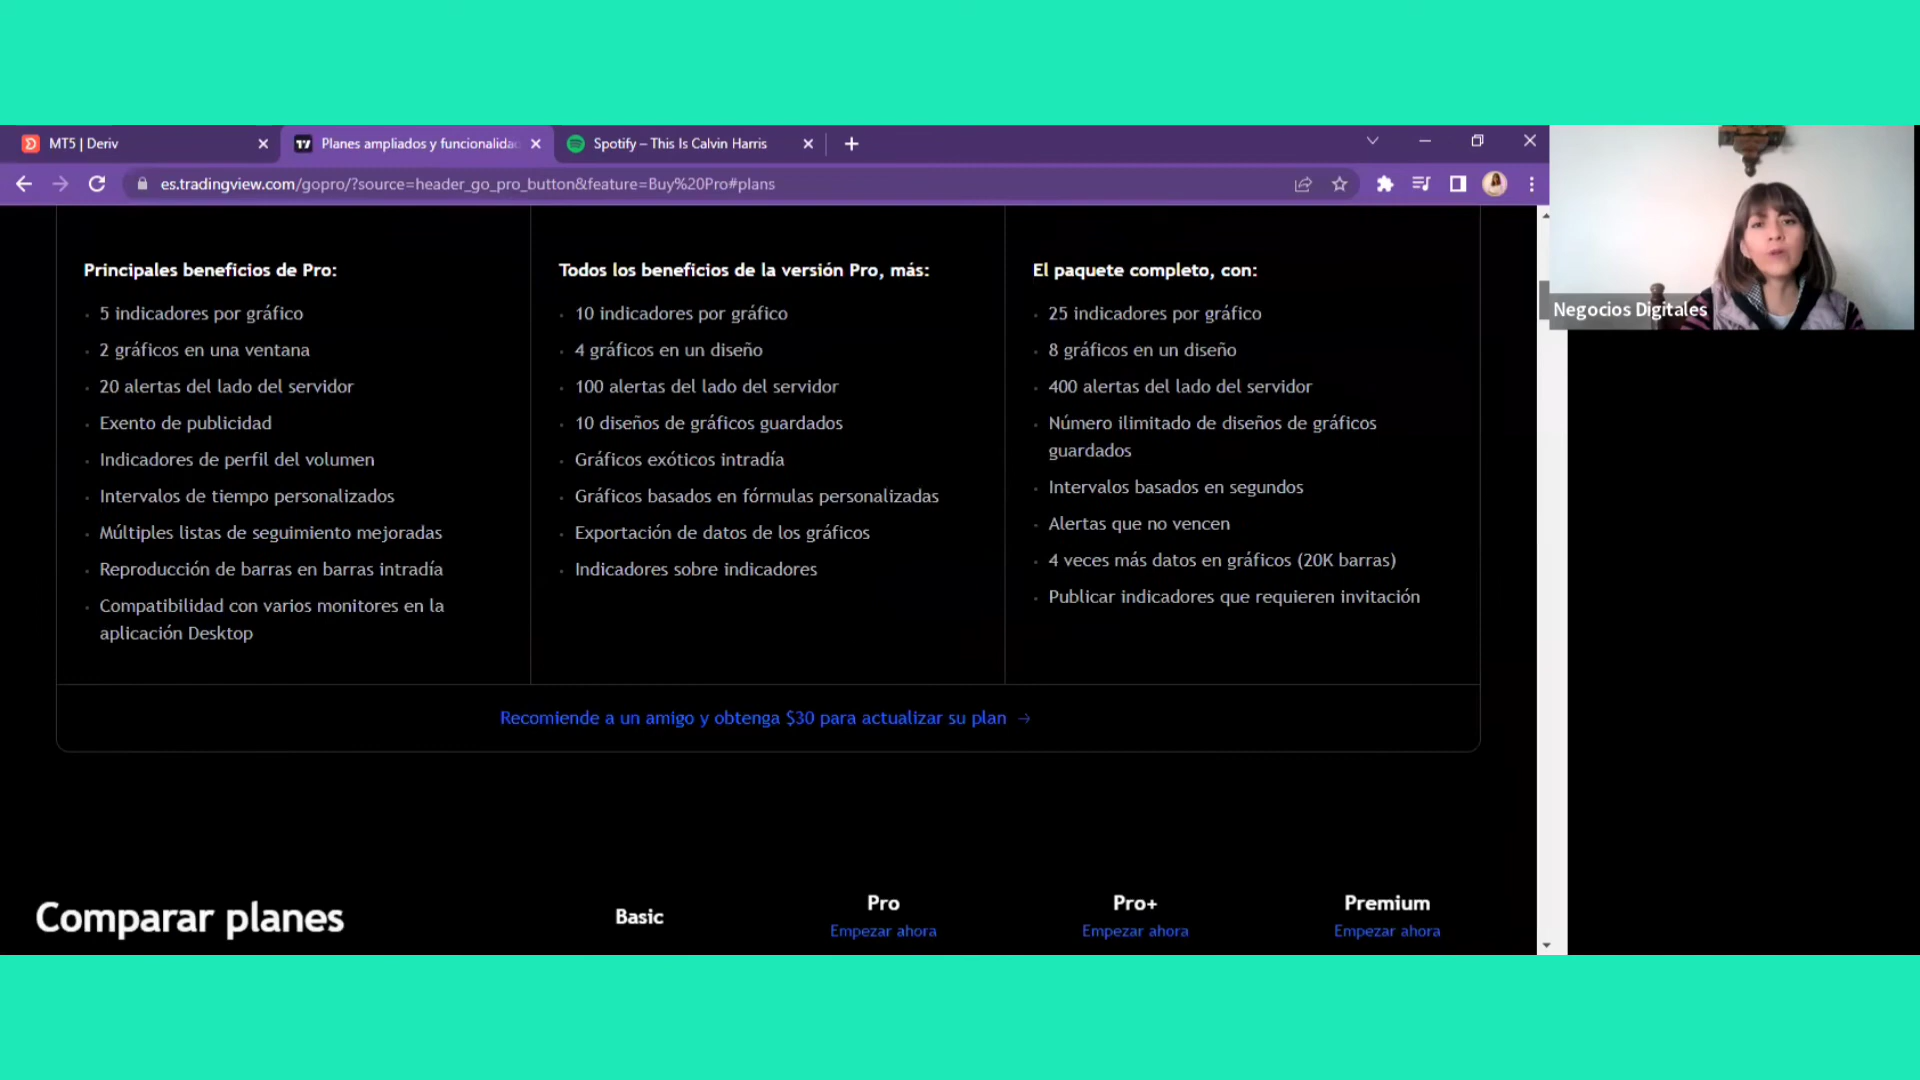 MT5 | Deriv
Planes ampliados y funcionalida
Spotify – This Is Calvin Harris
es.tradingview.com/gopro/?source=header_go_pro_button&feature=Buy%20Pro#plans
Negocios Digitales
Principales beneficios de Pro:
5 indicadores por gráfico
2 gráficos en una ventana
20 alertas del lado del servidor
Exento de publicidad
Indicadores de perfil del volumen
Intervalos de tiempo personalizados
Múltiples listas de seguimiento mejoradas
Reproducción de barras en barras intradía
Compatibilidad con varios monitores en la
aplicación Desktop
Todos los beneficios de la versión Pro, más:
10 indicadores por gráfico
4 gráficos en un diseño
100 alertas del lado del servidor
10 diseños de gráficos guardados
Gráficos exóticos intradía
Gráficos basados en fórmulas personalizadas
Exportación de datos de los gráficos
Indicadores sobre indicadores
El paquete completo, con:
25 indicadores por gráfico
8 gráficos en un diseño
400 alertas del lado del servidor
Número ilimitado de diseños de gráficos
guardados
Intervalos basados en segundos
Alertas que no vencen
4 veces más datos en gráficos (20K barras)
Publicar indicadores que requieren invitación
Recomiende a un amigo y obtenga $30 para actualizar su plan →
Comparar planes
Basic
Pro
Empezar ahora
Pro+
Empezar ahora
Premium
Empezar ahora